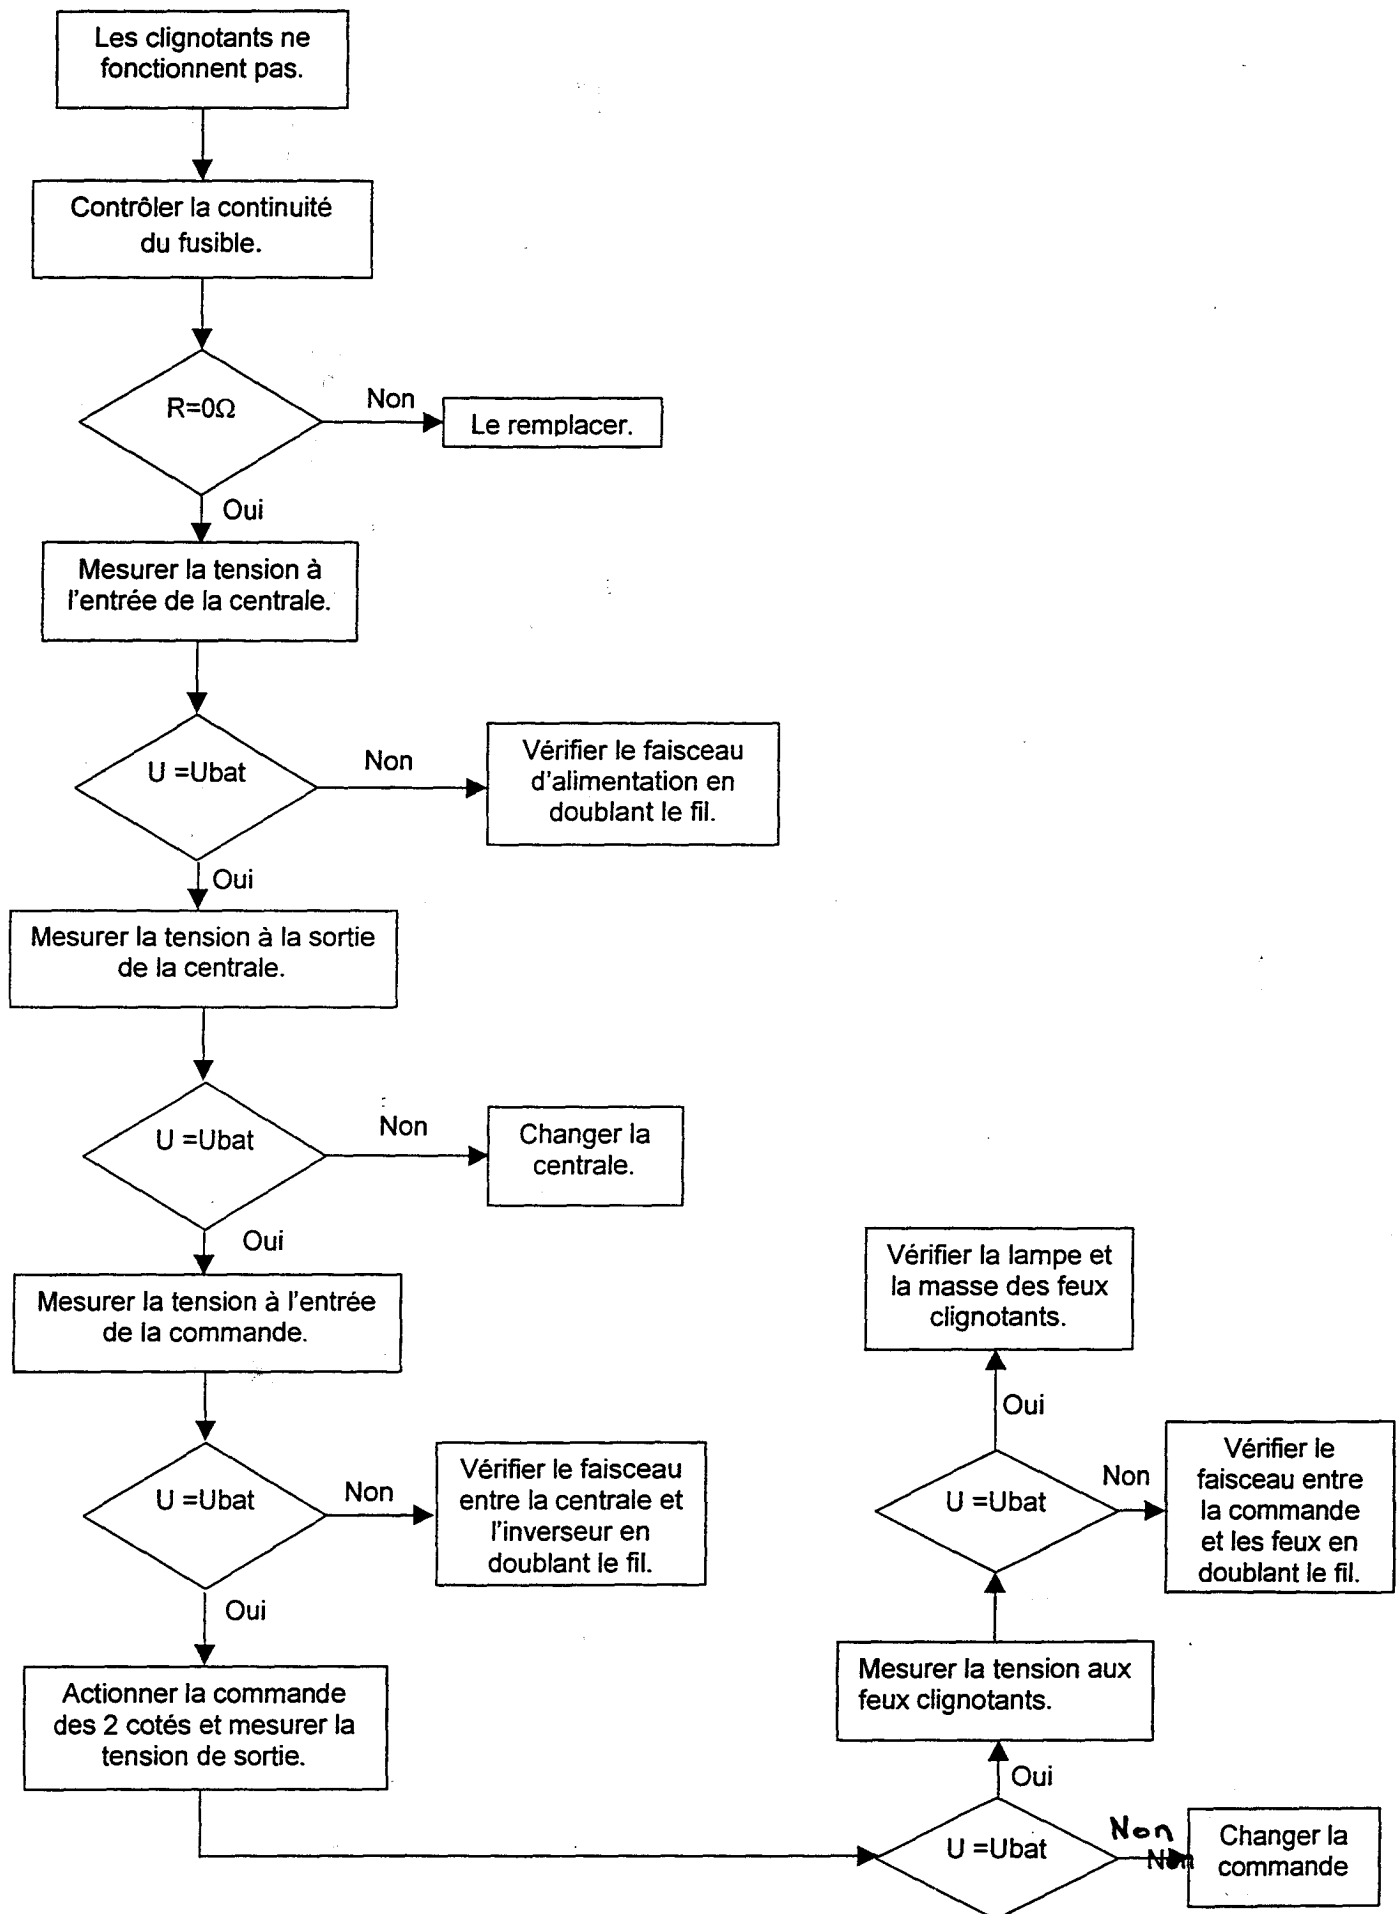 Les clignotants ne
fonctionnent pas.
Contrôler la continuité
du fusible.
R=0Ω
Non
Le remplacer.
Oui
Mesurer la tension à
l'entrée de la centrale.
U =Ubat
Non
Vérifier le faisceau
d'alimentation en
doublant le fil.
Oui
Mesurer la tension à la sortie
de la centrale.
U =Ubat
Non
Changer la
centrale.
Oui
Mesurer la tension à l'entrée
de la commande.
U =Ubat
Non
Vérifier le faisceau
entre la centrale et
l'inverseur en
doublant le fil.
Oui
Actionner la commande
des 2 cotés et mesurer la
tension de sortie.
U =Ubat
Non
Non
Changer la
commande
Oui
Mesurer la tension aux
feux clignotants.
U =Ubat
Non
Vérifier le
faisceau entre
la commande
et les feux en
doublant le fil.
Oui
Vérifier la lampe et
la masse des feux
clignotants.